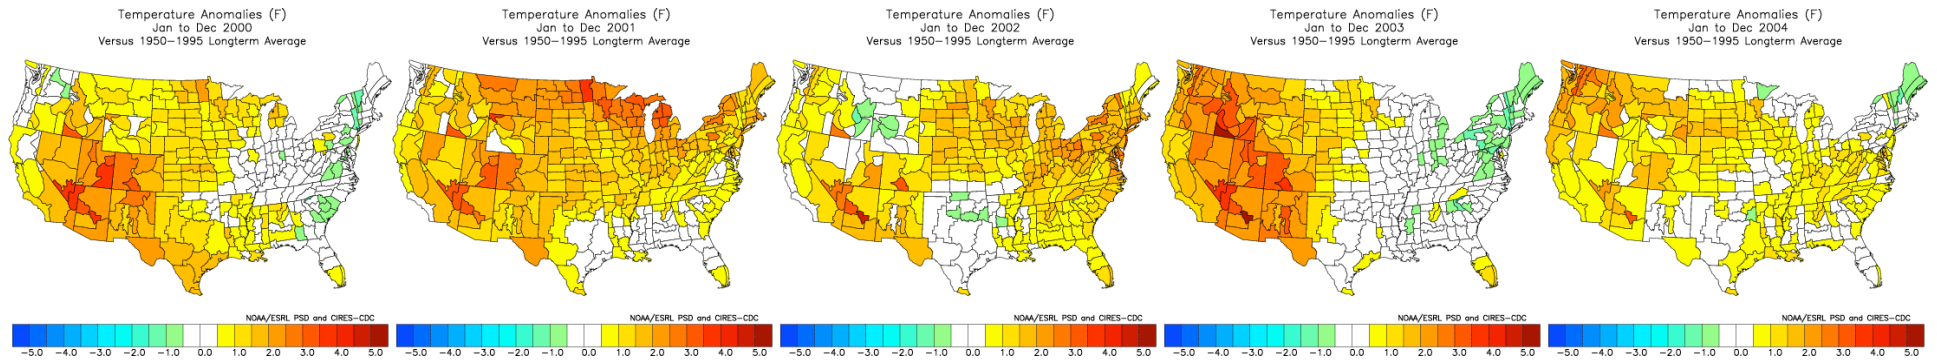 Temperature Anomalies (F)
Jan to Dec 2000
Versus 1950-1995 Longterm Average
NOAA/ESRL PSD and CIRES-CDC
-5.0 -4.0 -3.0 -2.0 -1.0 0.0 1.0 2.0 3.0 4.0 5.0
Temperature Anomalies (F)
Jan to Dec 2001
Versus 1950-1995 Longterm Average
NOAA/ESRL PSD and CIRES-CDC
-5.0 -4.0 -3.0 -2.0 -1.0 0.0 1.0 2.0 3.0 4.0 5.0
Temperature Anomalies (F)
Jan to Dec 2002
Versus 1950-1995 Longterm Average
NOAA/ESRL PSD and CIRES-CDC
-5.0 -4.0 -3.0 -2.0 -1.0 0.0 1.0 2.0 3.0 4.0 5.0
Temperature Anomalies (F)
Jan to Dec 2003
Versus 1950-1995 Longterm Average
NOAA/ESRL PSD and CIRES-CDC
-5.0 -4.0 -3.0 -2.0 -1.0 0.0 1.0 2.0 3.0 4.0 5.0
Temperature Anomalies (F)
Jan to Dec 2004
Versus 1950-1995 Longterm Average
NOAA/ESRL PSD and CIRES-CDC
-5.0 -4.0 -3.0 -2.0 -1.0 0.0 1.0 2.0 3.0 4.0 5.0